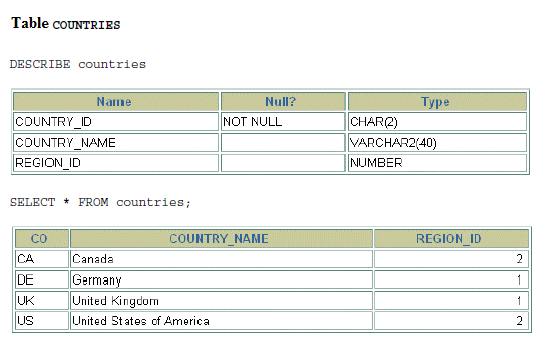 Table COUNTRIES
DESCRIBE countries
Name Null? Type
COUNTRY_ID NOT NULL CHAR(2)
COUNTRY_NAME VARCHAR2(40)
REGION_ID NUMBER
SELECT * FROM countries;
CO COUNTRY_NAME REGION_ID
CA Canada 2
DE Germany 1
UK United Kingdom 1
US United States of America 2